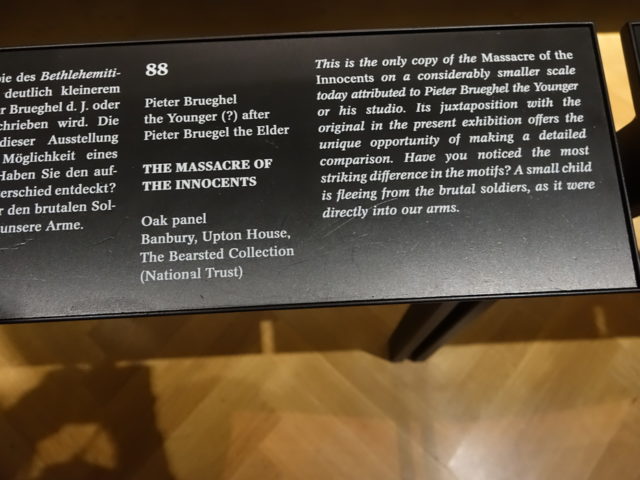 ie des Bethlehemiti-
deutlich kleinerem
r Brueghel d. J. oder
chrieben wird. Die
dieser Ausstellung
Möglichkeit eines
Haben Sie den auf-
erschied entdeckt?
r den brutalen Sol-
unsere Arme.
88
Pieter Brueghel
the Younger (?) after
Pieter Bruegel the Elder
THE MASSACRE OF
THE INNOCENTS
Oak panel
Banbury, Upton House,
The Bearsted Collection
(National Trust)
This is the only copy of the Massacre of the
Innocents on a considerably smaller scale
today attributed to Pieter Brueghel the Younger
or his studio. Its juxtaposition with the
original in the present exhibition offers the
unique opportunity of making a detailed
comparison. Have you noticed the most
striking difference in the motifs? A small child
is fleeing from the brutal soldiers, as it were
directly into our arms.